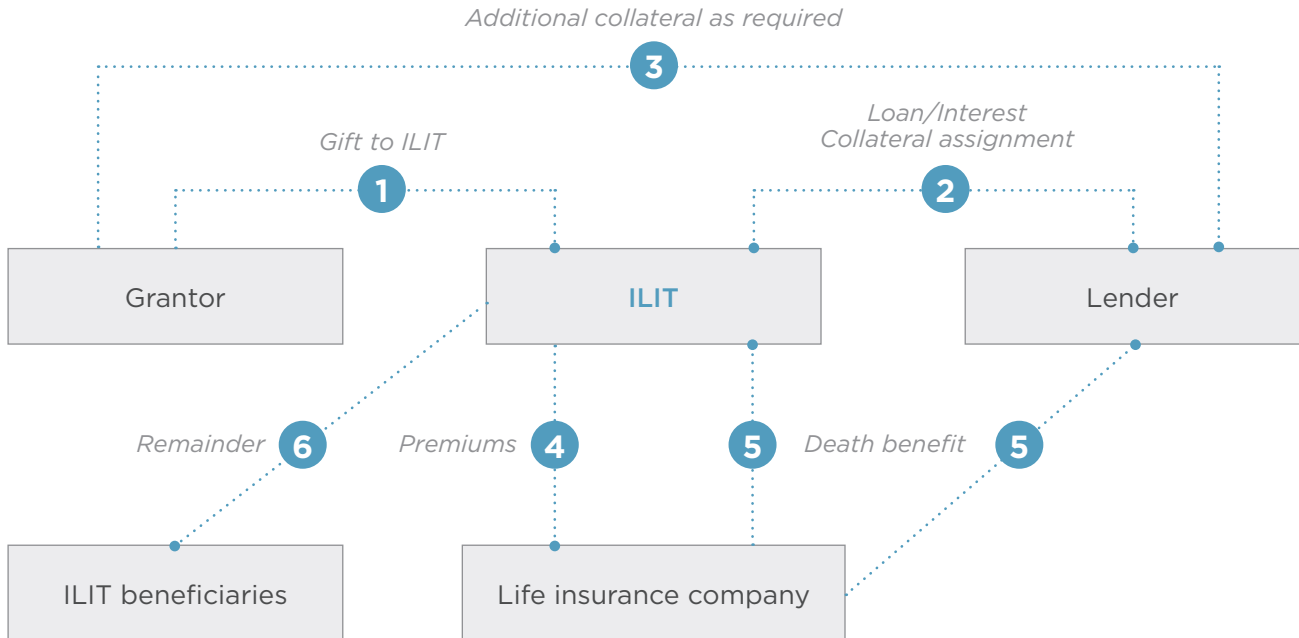 Additional collateral as required
3
Gift to ILIT
Loan/Interest
Collateral assignment
1
2
Grantor
ILIT
Lender
Remainder
6
Premiums
4
5
Death benefit
5
ILIT beneficiaries
Life insurance company